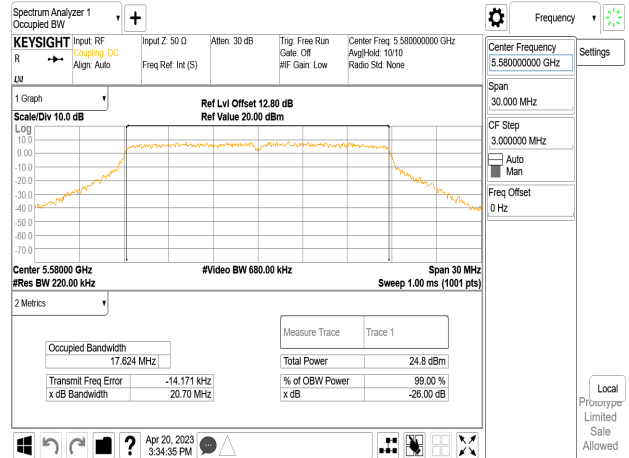 Spectrum Analyzer 1
Occupied BW
Frequency
KEYSIGHT
R
Input: RF
Coupling: DC
Align: Auto
Input Z: 50 Ω
Freq Ref: Int (S)
Atten: 30 dB
Trig: Free Run
Gate: Off
#IF Gain: Low
Center Freq: 5.580000000 GHz
Avg|Hold: 10/10
Radio Std: None
Center Frequency
5.580000000 GHz
Settings
Span
30.000 MHz
CF Step
3.000000 MHz
Auto
Man
Freq Offset
0 Hz
1 Graph
Scale/Div 10.0 dB
Ref Lvl Offset 12.80 dB
Ref Value 20.00 dBm
Log
10.0
0.00
-10.0
-20.0
-30.0
-40.0
-50.0
-60.0
-70.0
Center 5.58000 GHz
#Res BW 220.00 kHz
#Video BW 680.00 kHz
Span 30 MHz
Sweep 1.00 ms (1001 pts)
2 Metrics
Measure Trace
Trace 1
Occupied Bandwidth
17.624 MHz
Total Power
24.8 dBm
Transmit Freq Error
-14.171 kHz
% of OBW Power
99.00 %
x dB Bandwidth
20.70 MHz
x dB
-26.00 dB
Local
Prototype
Limited
Sale
Allowed
?
Apr 20, 2023
3:34:35 PM